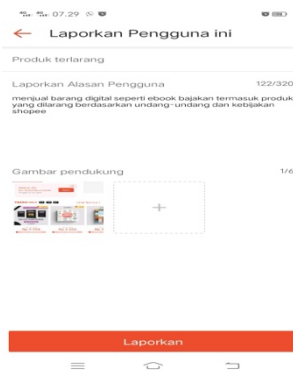 07.29
Laporkan Pengguna ini
Produk terlarang
Laporkan Alasan Pengguna 122/320
menjual barang digital seperti ebook bajakan termasuk produk
yang dilarang berdasarkan undang-undang dan kebijakan
shopee
Gambar pendukung 1/6
Laporkan